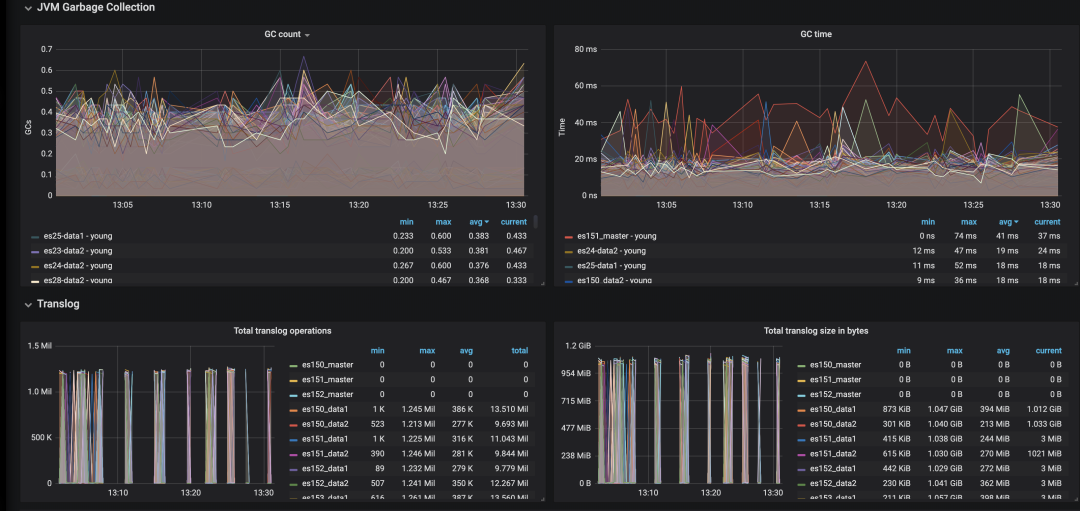 JVM Garbage Collection
GC count
GCs
0.7
0.6
0.5
0.4
0.3
0.2
0.1
0
13:05 13:10 13:15 13:20 13:25 13:30
min max avg current
es25-data1 - young 0.233 0.600 0.383 0.433
es23-data2 - young 0.200 0.533 0.381 0.467
es24-data2 - young 0.267 0.600 0.376 0.433
es28-data2 - young 0.200 0.467 0.368 0.333
GC time
Time
80 ms
60 ms
40 ms
20 ms
0 ns
13:05 13:10 13:15 13:20 13:25 13:30
min max avg current
es151_master - young 0 ns 74 ms 41 ms 37 ms
es24-data2 - young 12 ms 47 ms 19 ms 24 ms
es25-data1 - young 11 ms 52 ms 18 ms 18 ms
es150_data2 - young 9 ms 36 ms 18 ms 18 ms
Translog
Total translog operations
1.5 Mil
1.0 Mil
500 K
0
13:10 13:20 13:30
min max avg total
es150_master 0 0 0 0
es151_master 0 0 0 0
es152_master 0 0 0 0
es150_data1 1 K 1.245 Mil 386 K 13.510 Mil
es150_data2 523 1.213 Mil 277 K 9.693 Mil
es151_data1 1 K 1.225 Mil 316 K 11.043 Mil
es151_data2 390 1.246 Mil 281 K 9.844 Mil
es152_data1 89 1.232 Mil 279 K 9.779 Mil
es152_data2 507 1.241 Mil 350 K 12.267 Mil
es153_data1 616 1.261 Mil 387 K 13.560 Mil
Total translog size in bytes
1.2 GiB
954 MiB
715 MiB
477 MiB
238 MiB
0 B
13:10 13:20 13:30
min max avg current
es150_master 0 B 0 B 0 B 0 B
es151_master 0 B 0 B 0 B 0 B
es152_master 0 B 0 B 0 B 0 B
es150_data1 873 KiB 1.047 GiB 394 MiB 1.012 GiB
es150_data2 301 KiB 1.040 GiB 213 MiB 1.033 GiB
es151_data1 415 KiB 1.038 GiB 244 MiB 3 MiB
es151_data2 615 KiB 1.030 GiB 270 MiB 1021 MiB
es152_data1 442 KiB 1.029 GiB 272 MiB 3 MiB
es152_data2 230 KiB 1.041 GiB 362 MiB 3 MiB
es153_data1 211 KiB 1.057 GiB 398 MiB 3 MiB